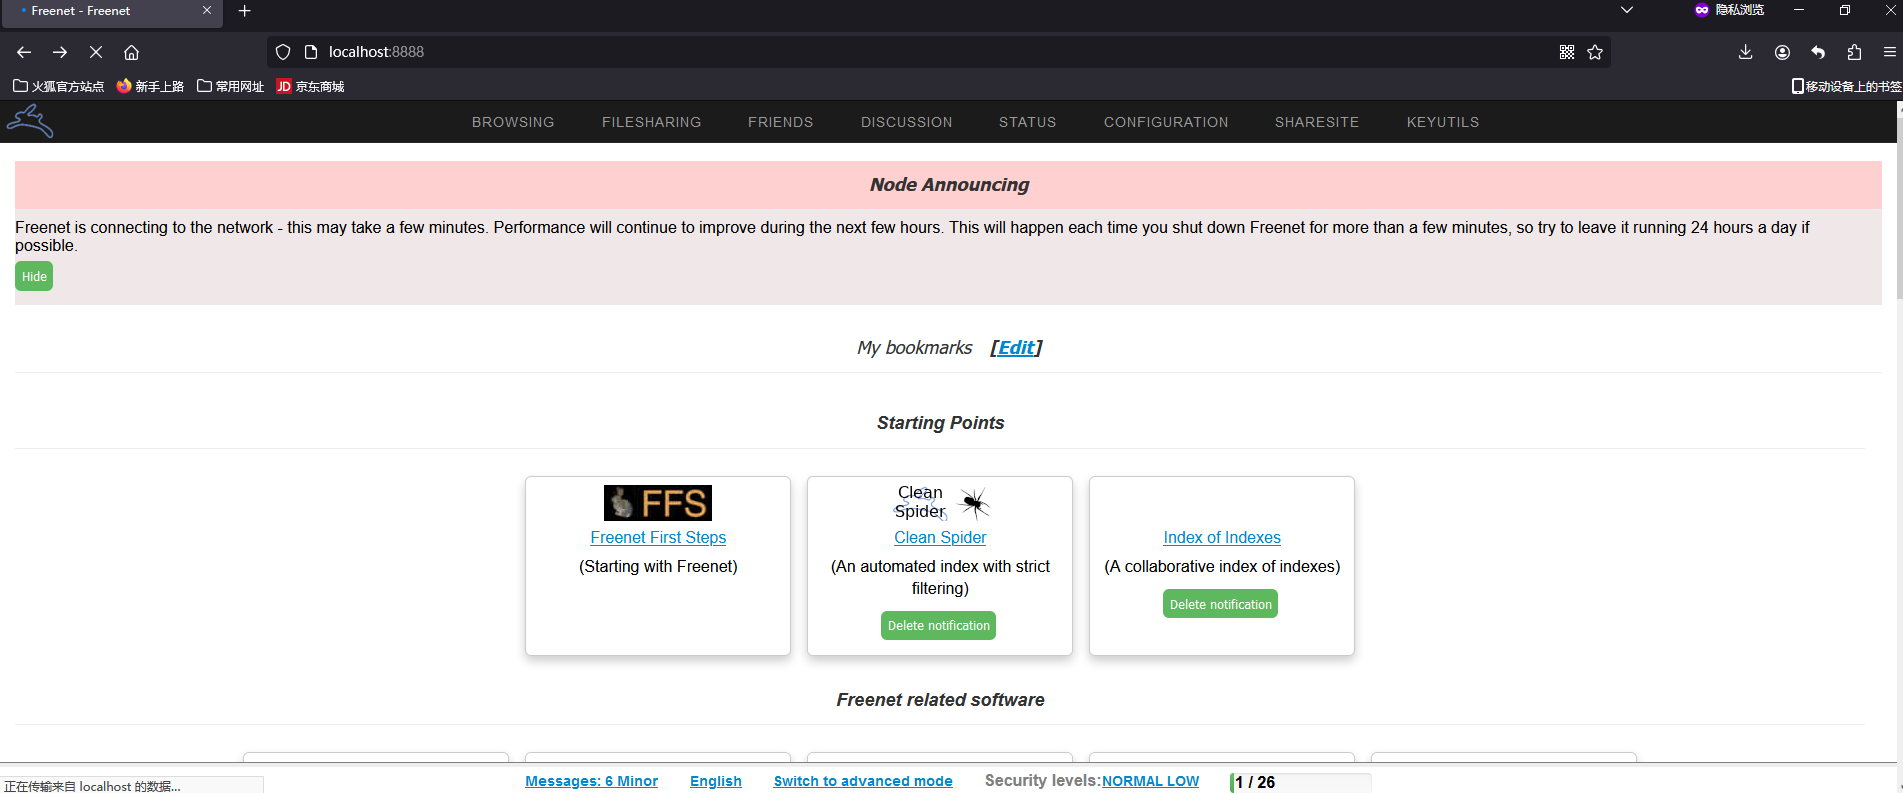 Freenet - Freenet
隐私浏览
localhost:8888
火狐官方站点 新手上路 常用网址 JD 京东商城 移动设备上的书签
BROWSING FILESHARING FRIENDS DISCUSSION STATUS CONFIGURATION SHARESITE KEYUTILS
Node Announcing
Freenet is connecting to the network - this may take a few minutes. Performance will continue to improve during the next few hours. This will happen each time you shut down Freenet for more than a few minutes, so try to leave it running 24 hours a day if
possible.
Hide
My bookmarks [Edit]
Starting Points
FFS
Freenet First Steps
(Starting with Freenet)
Clean
Spider
Clean Spider
(An automated index with strict
filtering)
Delete notification
Index of Indexes
(A collaborative index of indexes)
Delete notification
Freenet related software
Messages: 6 Minor English Switch to advanced mode Security levels:NORMAL LOW 1 / 26
正在传输来自 localhost 的数据...